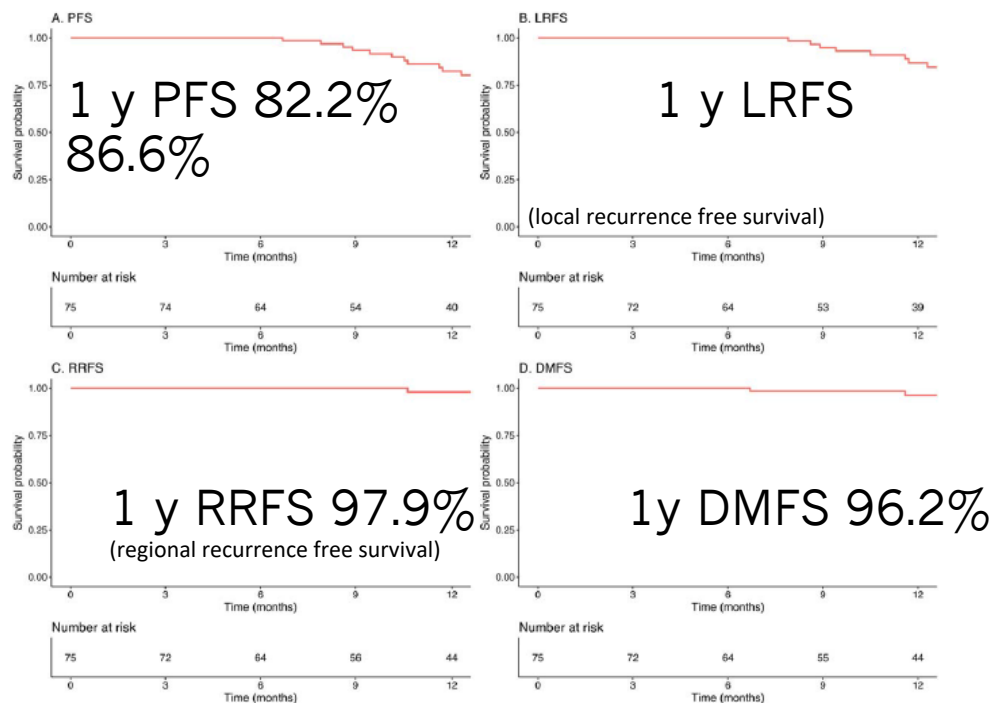 A. PFS
Survival probability
1.00
0.75
0.50
0.25
0.00
1 y PFS 82.2%
86.6%
0 3 6 9 12
Time (months)
Number at risk
75 74 64 54 40
0 3 6 9 12
Time (months)
B. LRFS
Survival probability
1.00
0.75
0.50
0.25
0.00
1 y LRFS
(local recurrence free survival)
0 3 6 9 12
Time (months)
Number at risk
75 72 64 53 39
0 3 6 9 12
Time (months)
C. RRFS
Survival probability
1.00
0.75
0.50
0.25
0.00
1 y RRFS 97.9%
(regional recurrence free survival)
0 3 6 9 12
Time (months)
Number at risk
75 72 64 56 44
0 3 6 9 12
Time (months)
D. DMFS
Survival probability
1.00
0.75
0.50
0.25
0.00
1y DMFS 96.2%
0 3 6 9 12
Time (months)
Number at risk
75 72 64 55 44
0 3 6 9 12
Time (months)